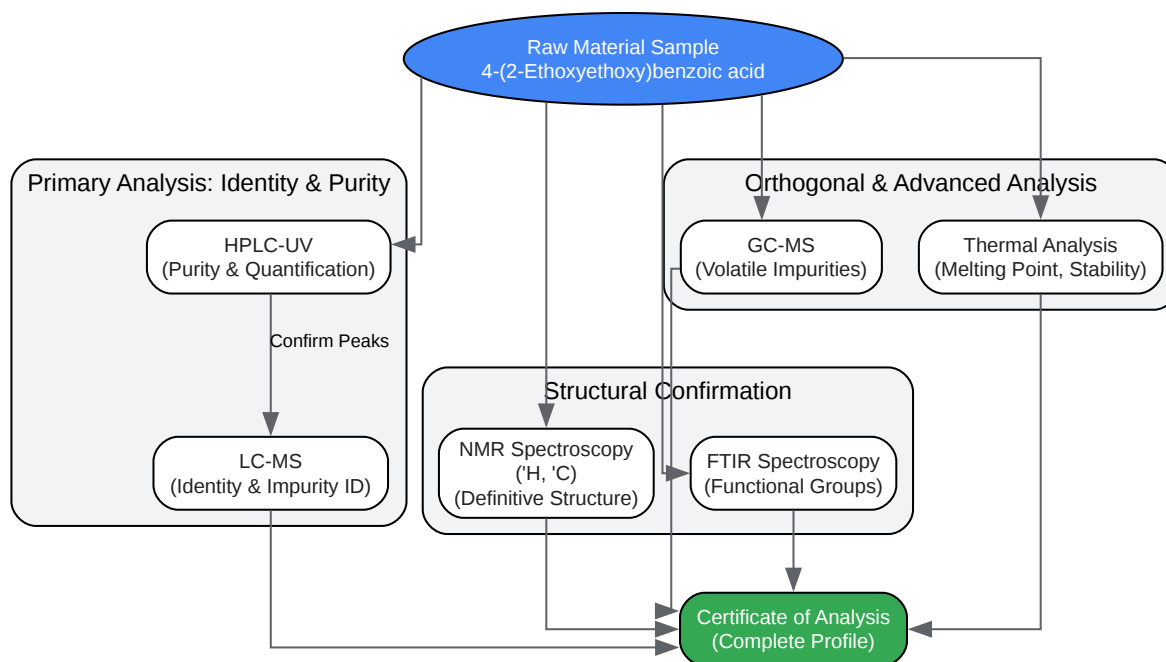 Raw Material Sample
4-(2-Ethoxyethoxy)benzoic acid
Primary Analysis: Identity & Purity
HPLC-UV
(Purity & Quantification)
Confirm Peaks
LC-MS
(Identity & Impurity ID)
Orthogonal & Advanced Analysis
GC-MS
(Volatile Impurities)
Thermal Analysis
(Melting Point, Stability)
Structural Confirmation
NMR Spectroscopy
('H, 'C)
(Definitive Structure)
FTIR Spectroscopy
(Functional Groups)
Certificate of Analysis
(Complete Profile)